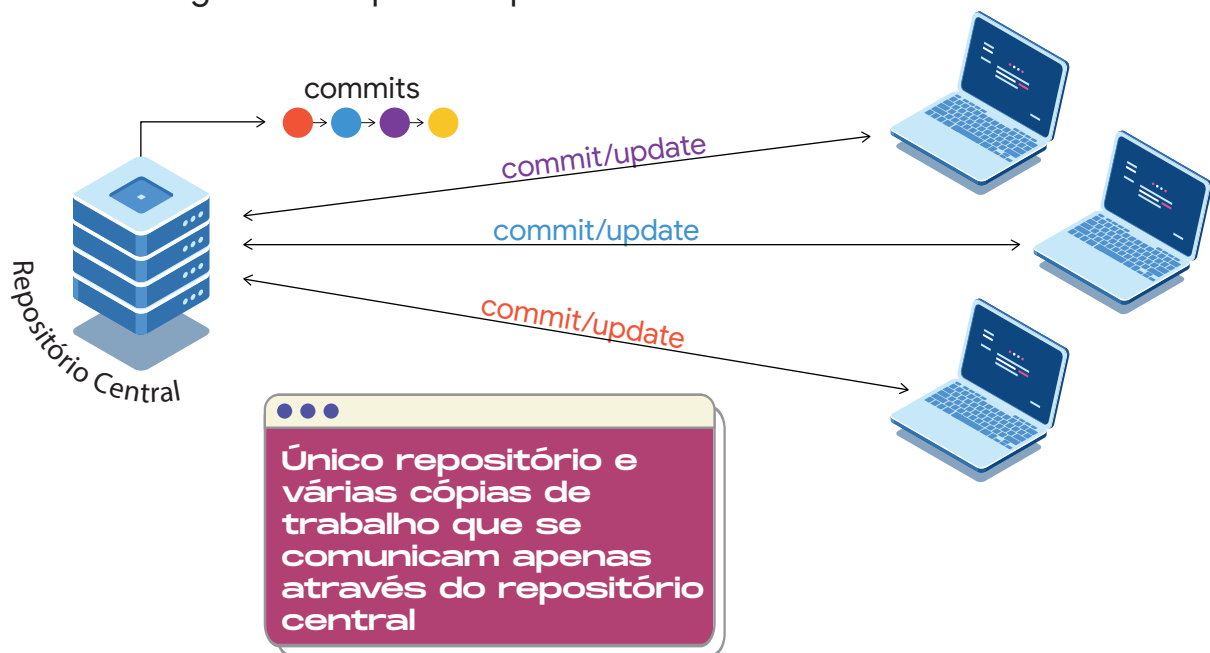 commits
commit/update
commit/update
commit/update
Repositório Central
Único repositório e
várias cópias de
trabalho que se
comunicam apenas
através do repositório
central